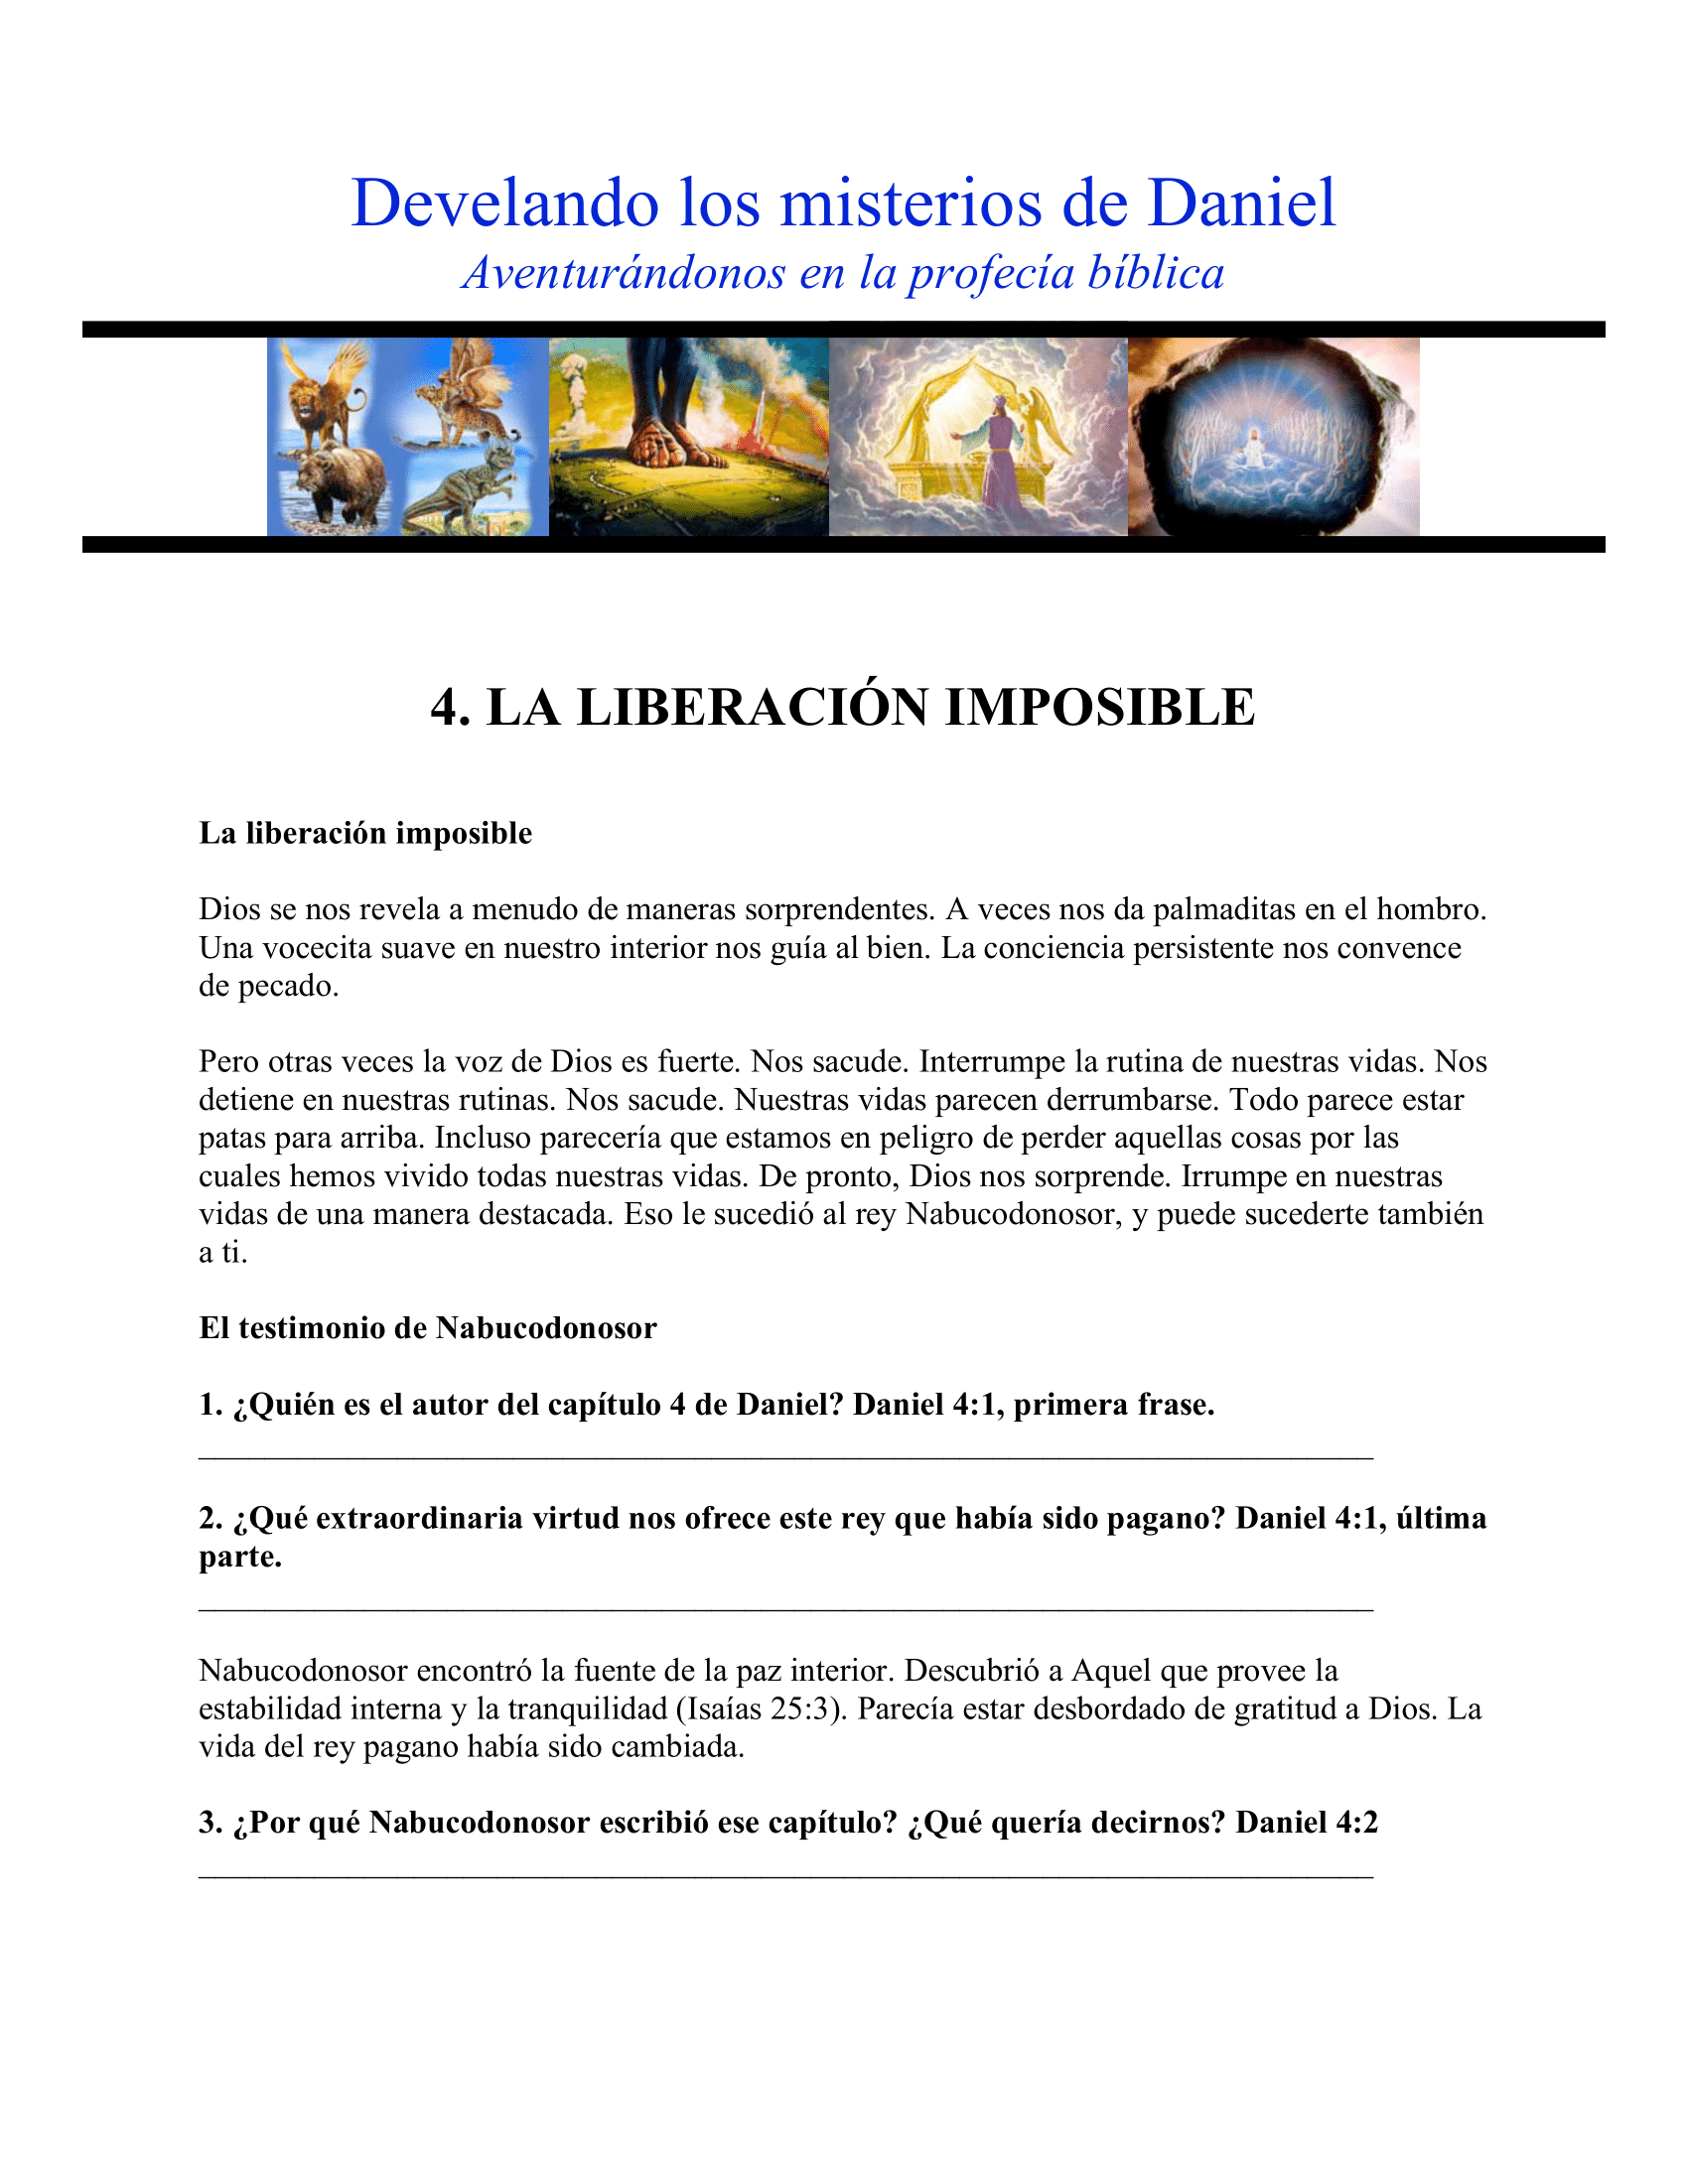 Develando los misterios de Daniel
Aventurándonos en la profecía bíblica
4. LA LIBERACIÓN IMPOSIBLE
La liberación imposible
Dios se nos revela a menudo de maneras sorprendentes. A veces nos da palmaditas en el hombro.
Una vocecita suave en nuestro interior nos guía al bien. La conciencia persistente nos convence
de pecado.
Pero otras veces la voz de Dios es fuerte. Nos sacude. Interrumpe la rutina de nuestras vidas. Nos
detiene en nuestras rutinas. Nos sacude. Nuestras vidas parecen derrumbarse. Todo parece estar
patas para arriba. Incluso parecería que estamos en peligro de perder aquellas cosas por las
cuales hemos vivido todas nuestras vidas. De pronto, Dios nos sorprende. Irrumpe en nuestras
vidas de una manera destacada. Eso le sucedió al rey Nabucodonosor, y puede sucederte también
a ti.
El testimonio de Nabucodonosor
1. ¿Quién es el autor del capítulo 4 de Daniel? Daniel 4:1, primera frase.
2. ¿Qué extraordinaria virtud nos ofrece este rey que había sido pagano? Daniel 4:1, última
parte.
Nabucodonosor encontró la fuente de la paz interior. Descubrió a Aquel que provee la
estabilidad interna y la tranquilidad (Isaías 25:3). Parecía estar desbordado de gratitud a Dios. La
vida del rey pagano había sido cambiada.
3. ¿Por qué Nabucodonosor escribió ese capítulo? ¿Qué quería decirnos? Daniel 4:2